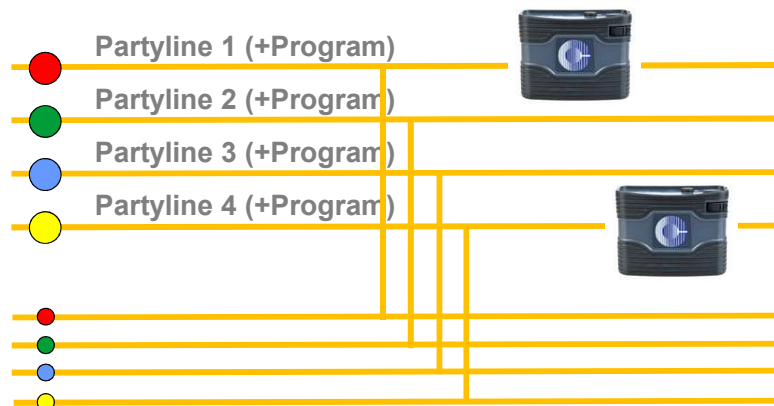 Partyline 1 (+Program)
Partyline 2 (+Program)
Partyline 3 (+Program)
Partyline 4 (+Program)